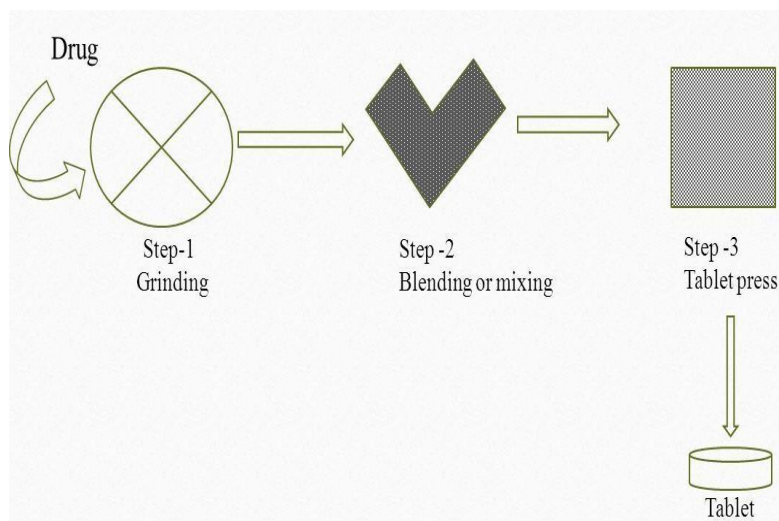 Drug
Step-1
Grinding
Step -2
Blending or mixing
Step -3
Tablet press
Tablet